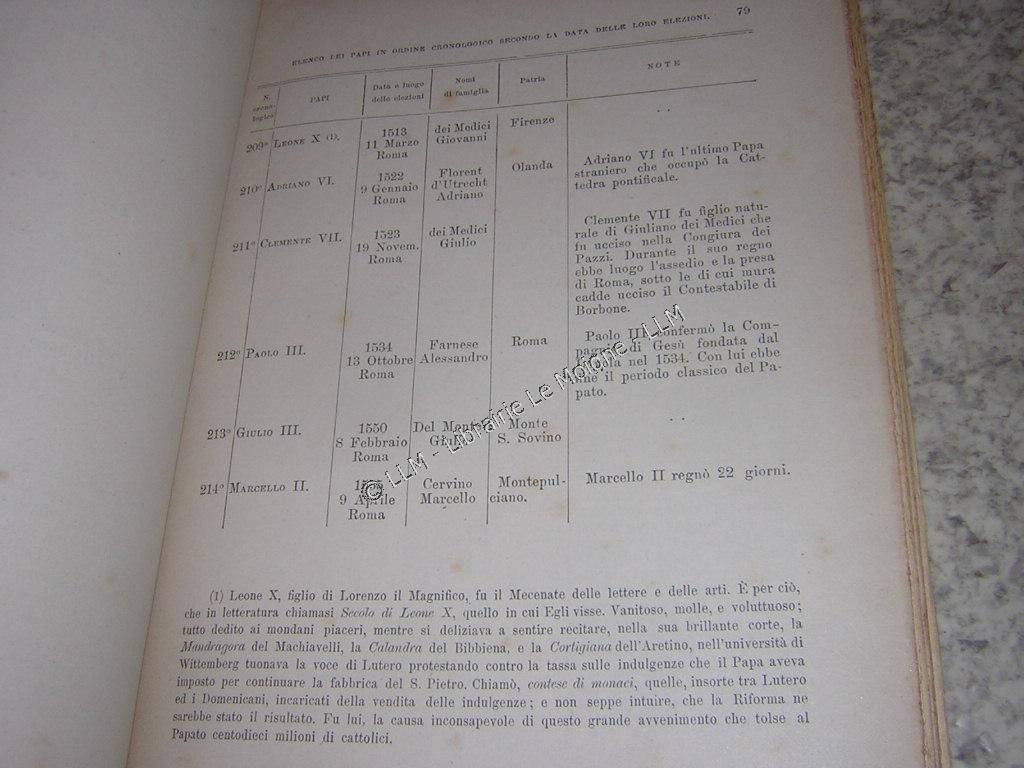 ELENCO DEI PAPI IN ORDINE CRONOLOGICO SECONDO LA DATA DELLE LORO ELEZIONI. 79
N. cronologico PAPI Data e luogo delle elezioni Nomi di famiglia Patria NOTE
209º LEONE X (1). 1513 11 Marzo Roma dei Medici Giovanni Firenze . .
210º ADRIANO VI. 1522 9 Gennaio Roma Florent d'Utrecht Adriano Olanda
Adriano VI fu l'ultimo Papa
straniero che occupò la Cat-
tedra pontificale.
211º CLEMENTE VII. 1523 19 Novem. Roma dei Medici Giulio
Clemente VII fu figlio natu-
rale di Giuliano dei Medici che
fu ucciso nella Congiura dei
Pazzi. Durante il suo regno
ebbe luogo l'assedio e la presa
di Roma, sotto le di cui mura
cadde ucciso il Contestabile di
Borbone.
212º PAOLO III. 1534 13 Ottobre Roma Farnese Alessandro Roma
Paolo III confermò la Com-
pagnia di Gesù fondata dal
nel 1534. Con lui ebbe
fine il periodo classico del Pa-
pato.
213º GIULIO III. 1550 8 Febbraio Roma Del Monte Giulio Monte S. Sovino . .
214º MARCELLO II. 9 Aprile Roma Cervino Marcello Montepul-
ciano. Marcello II regnò 22 giorni.
© LLM - Librairie Le Moigne / LLM
(1) Leone X, figlio di Lorenzo il Magnifico, fu il Mecenate delle lettere e delle arti. È per ciò,
che in letteratura chiamasi Secolo di Leone X, quello in cui Egli visse. Vanitoso, molle, e voluttuoso;
tutto dedito ai mondani piaceri, mentre si deliziava a sentire recitare, nella sua brillante corte, la
Mandragora del Machiavelli, la Calandra del Bibbiena, e la Cortigiana dell'Aretino, nell'università di
Wittemberg tuonava la voce di Lutero protestando contro la tassa sulle indulgenze che il Papa aveva
imposto per continuare la fabbrica del S. Pietro. Chiamò, contese di monaci, quelle, insorte tra Lutero
ed i Domenicani, incaricati della vendita delle indulgenze; e non seppe intuire, che la Riforma ne
sarebbe stato il risultato. Fu lui, la causa inconsapevole di questo grande avvenimento che tolse al
Papato centodieci milioni di cattolici.